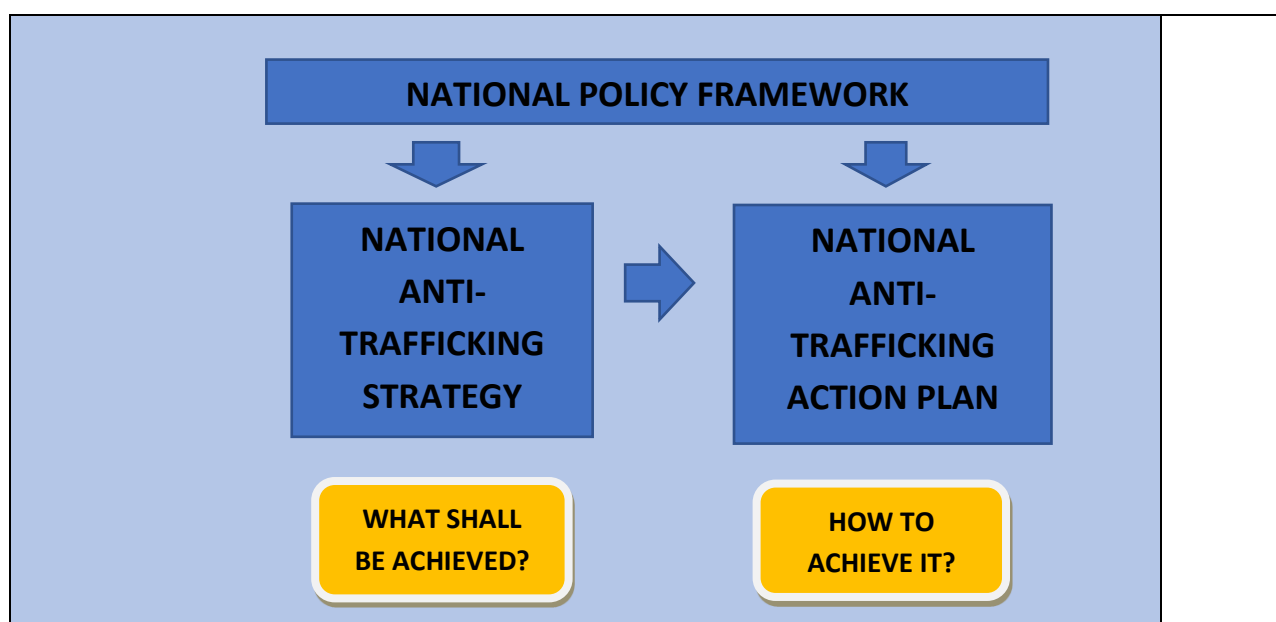 NATIONAL POLICY FRAMEWORK
NATIONAL
ANTI-
TRAFFICKING
STRATEGY
NATIONAL
ANTI-
TRAFFICKING
ACTION PLAN
WHAT SHALL
BE ACHIEVED?
HOW TO
ACHIEVE IT?